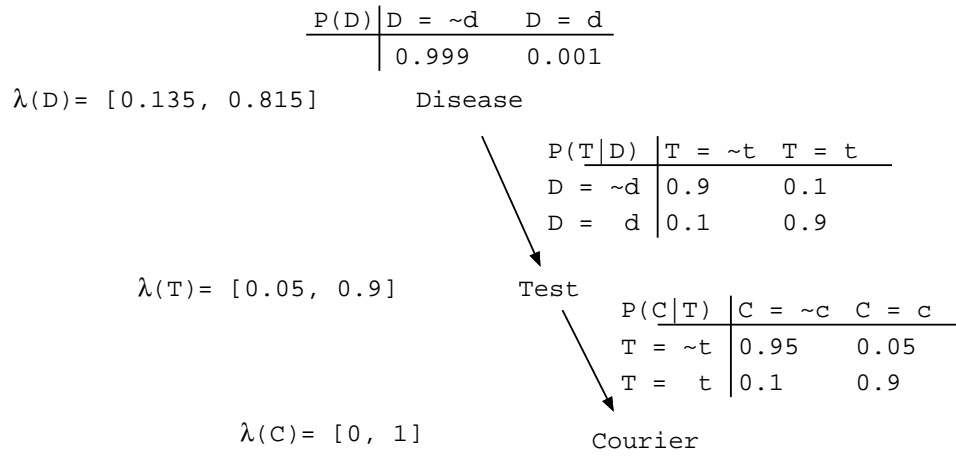 P(D) D = ~d D = d
0.999 0.001
λ(D)= [0.135, 0.815] Disease
P(T|D) T = ~t T = t
D = ~d 0.9 0.1
D = d 0.1 0.9
λ(T)= [0.05, 0.9] Test
P(C|T) C = ~c C = c
T = ~t 0.95 0.05
T = t 0.1 0.9
λ(C)= [0, 1] Courier